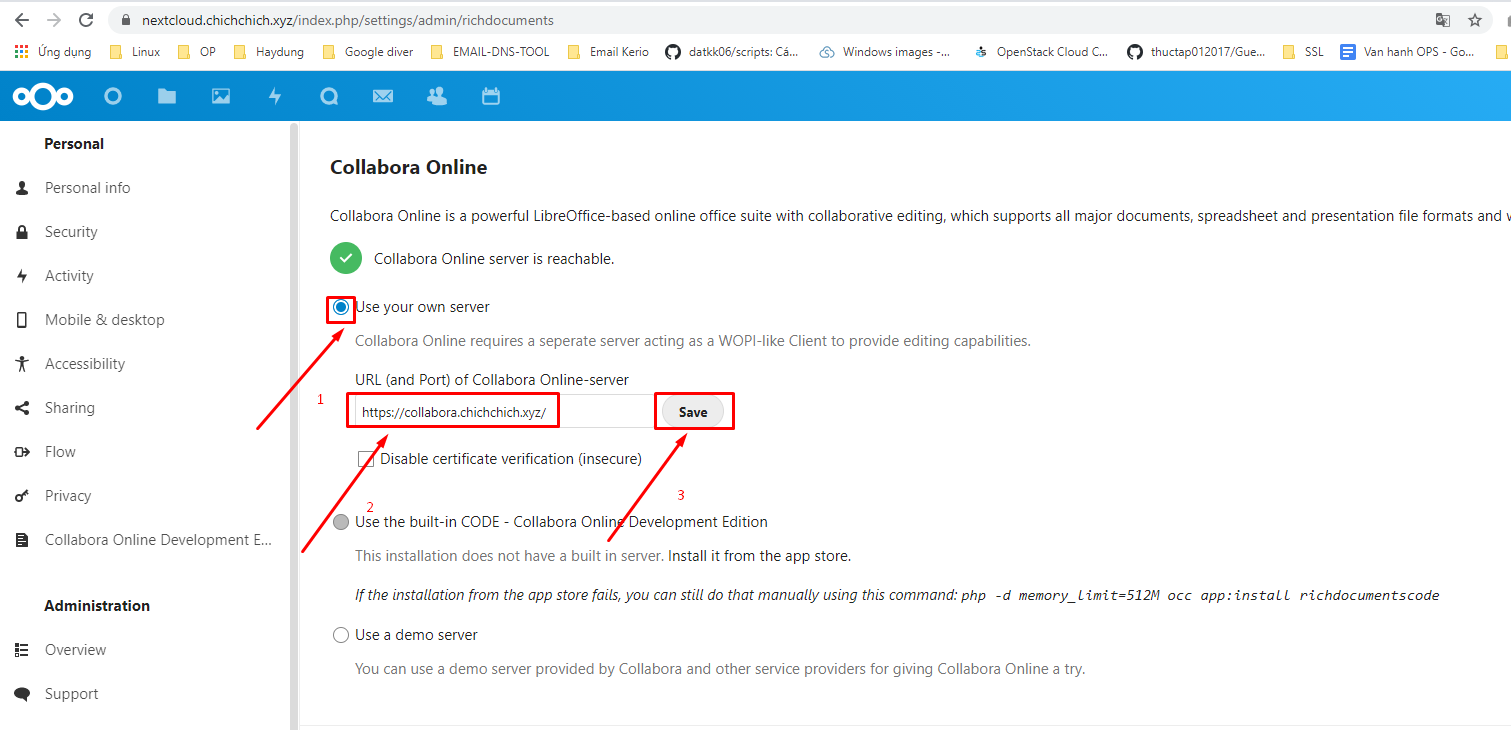 nextcloud.chichchich.xyz/index.php/settings/admin/richdocuments
Ứng dụng Linux OP Haydung Google diver EMAIL-DNS-TOOL Email Kerio datkk06/scripts: Cá... Windows images -... OpenStack Cloud C... thuctap012017/Gue... SSL Van hanh OPS - Go...
Personal
Personal info
Security
Activity
Mobile & desktop
Accessibility
Sharing
Flow
Privacy
Collabora Online Development E...
Administration
Overview
Support
Collabora Online
Collabora Online is a powerful LibreOffice-based online office suite with collaborative editing, which supports all major documents, spreadsheet and presentation file formats and
Collabora Online server is reachable.
Use your own server
Collabora Online requires a seperate server acting as a WOPI-like Client to provide editing capabilities.
URL (and Port) of Collabora Online-server
1
https://collabora.chichchich.xyz/ Save
Disable certificate verification (insecure)
2 3
Use the built-in CODE - Collabora Online Development Edition
This installation does not have a built in server. Install it from the app store.
If the installation from the app store fails, you can still do that manually using this command: php -d memory_limit=512M occ app:install richdocumentscode
Use a demo server
You can use a demo server provided by Collabora and other service providers for giving Collabora Online a try.